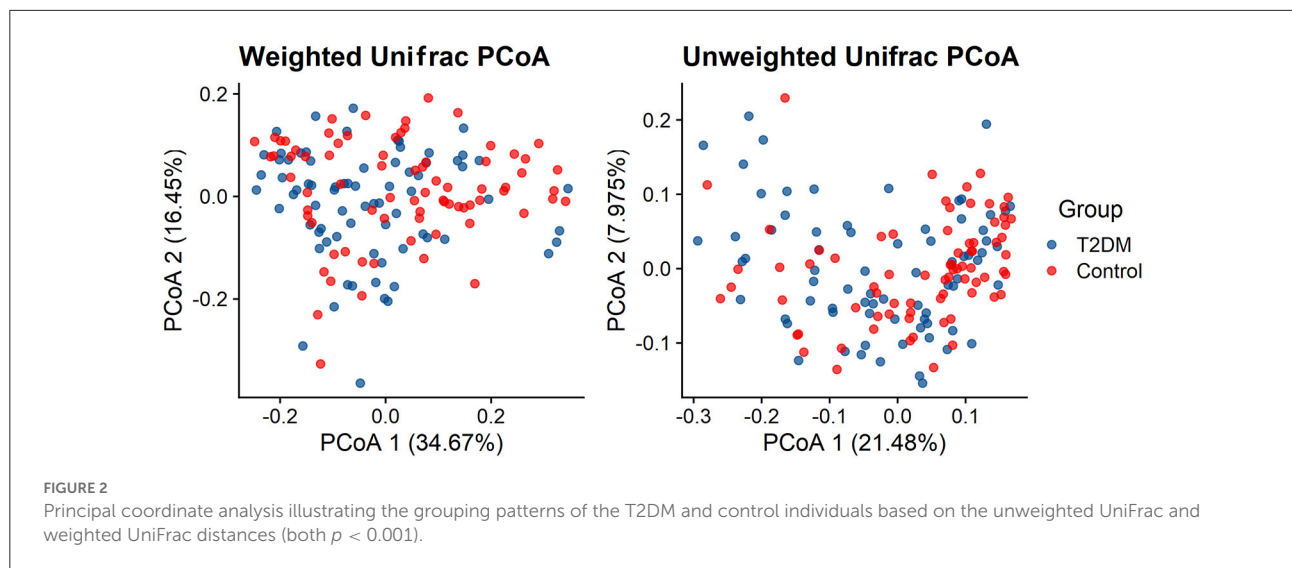 Weighted Unifrac PCoA
0.2
0.0
-0.2
PCoA 2 (16.45%)
-0.2
0.0
0.2
PCoA 1 (34.67%)
Unweighted Unifrac PCoA
0.2
0.1
0.0
-0.1
PCoA 2 (7.975%)
-0.3
-0.2
-0.1
0.0
0.1
PCoA 1 (21.48%)
Group
T2DM
Control
FIGURE 2
Principal coordinate analysis illustrating the grouping patterns of the T2DM and control individuals based on the unweighted UniFrac and
weighted UniFrac distances (both p < 0.001).